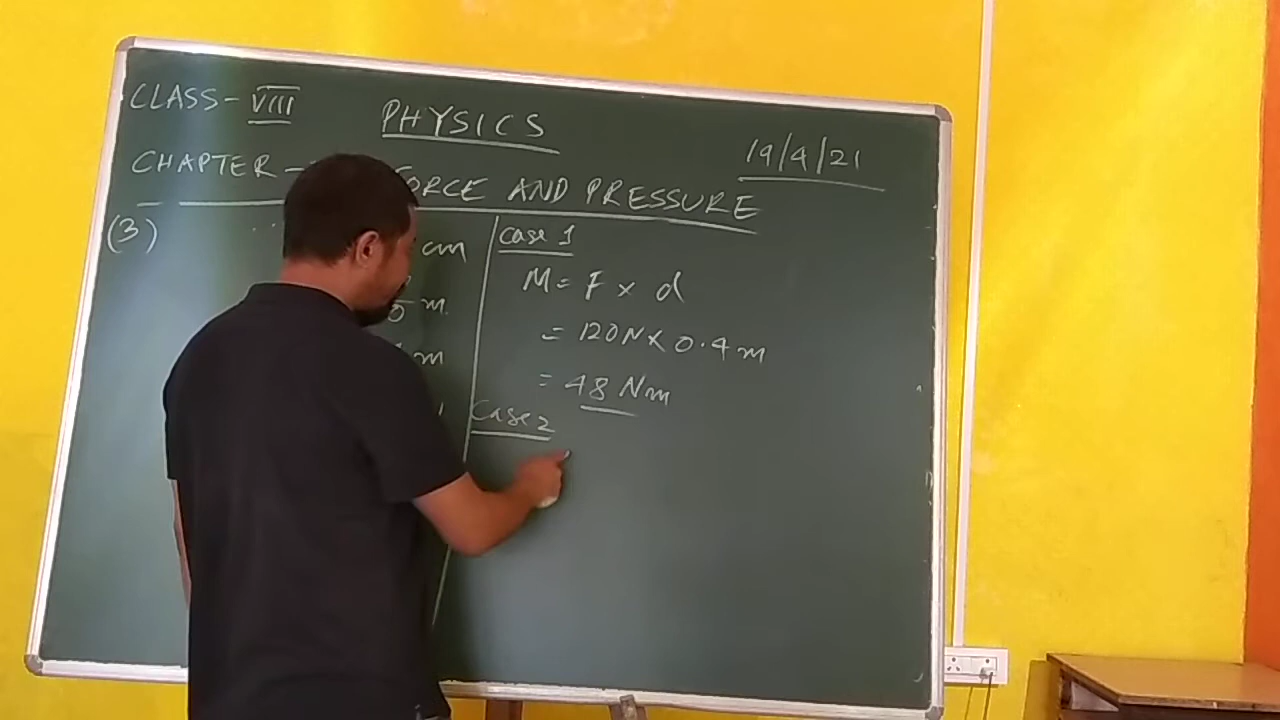 CLASS - VIII
PHYSICS
19/4/21
CHAPTER -
FORCE AND PRESSURE
(3)
cm
m.
m
Case 1
M = F x d
= 120N x 0.4 m
= 48 Nm
Case 2